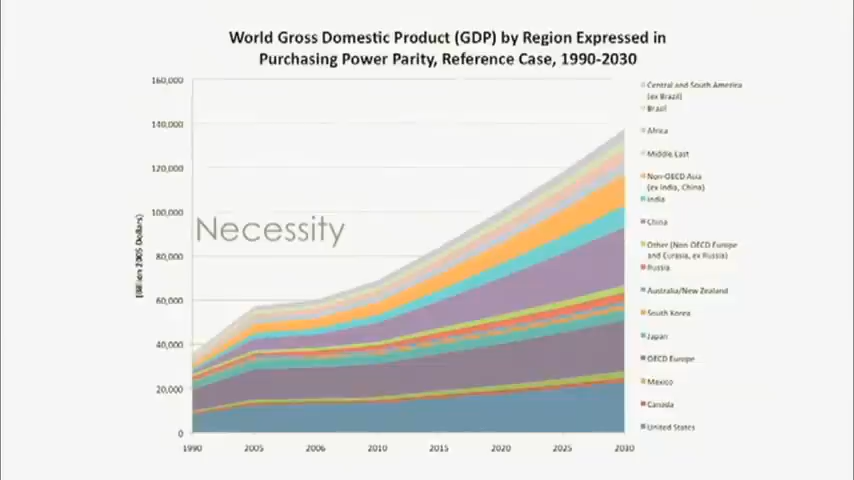 World Gross Domestic Product (GDP) by Region Expressed in
Purchasing Power Parity, Reference Case, 1990-2030
160,000
140,000
120,000
100,000
80,000
60,000
40,000
20,000
0
(Billion 2005 Dollars)
Necessity
1990
2005
2006
2010
2015
2020
2025
2030
Central and South America
(ex Brazil)
Brazil
Africa
Middle East
Non-OECD Asia
(ex India, China)
India
China
Other (Non OECD Europe
and Eurasia, ex Russia)
Russia
Australia/New Zealand
South Korea
Japan
OECD Europe
Mexico
Canada
United States